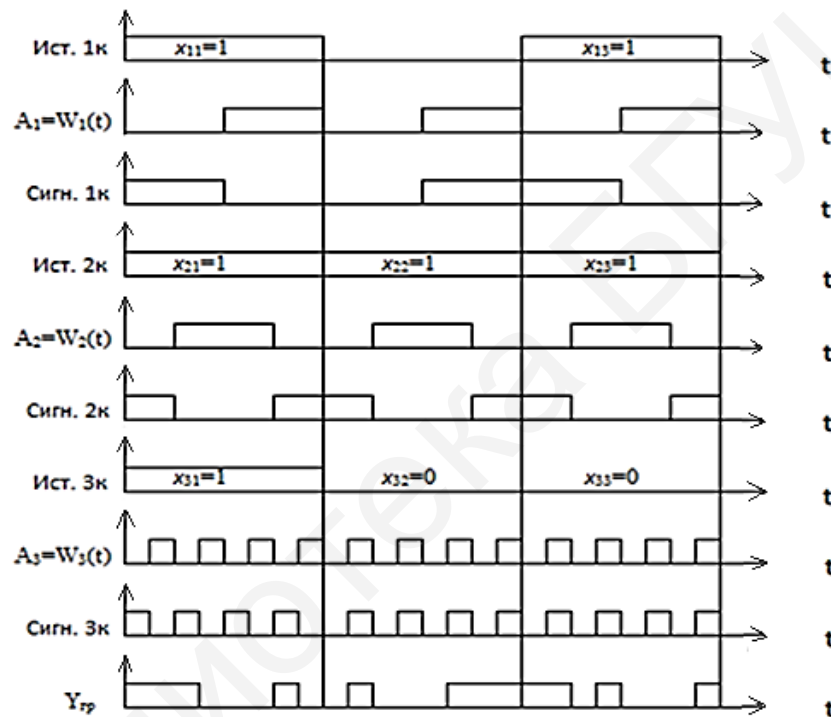 Ист. 1к x₁₁=1 x₁₃=1 t
A₁=W₁(t) t
Сигн. 1к t
Ист. 2к x₂₁=1 x₂₂=1 x₂₃=1 t
A₂=W₂(t) t
Сигн. 2к t
Ист. 3к x₃₁=1 x₃₂=0 x₃₃=0 t
A₃=W₃(t) t
Сигн. 3к t
Yгр t